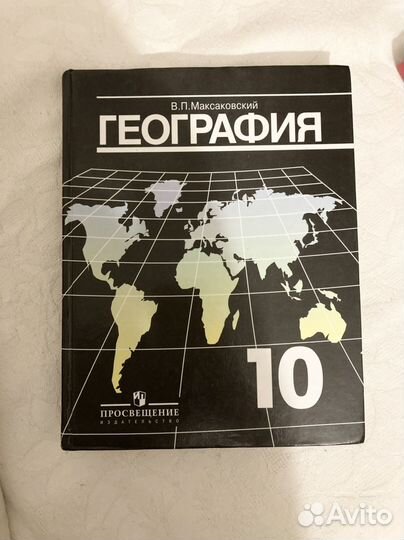 В.П.Максаковский
ГЕОГРАФИЯ
10
ПРОСВЕЩЕНИЕ
ИЗДАТЕЛЬСТВО
Avito